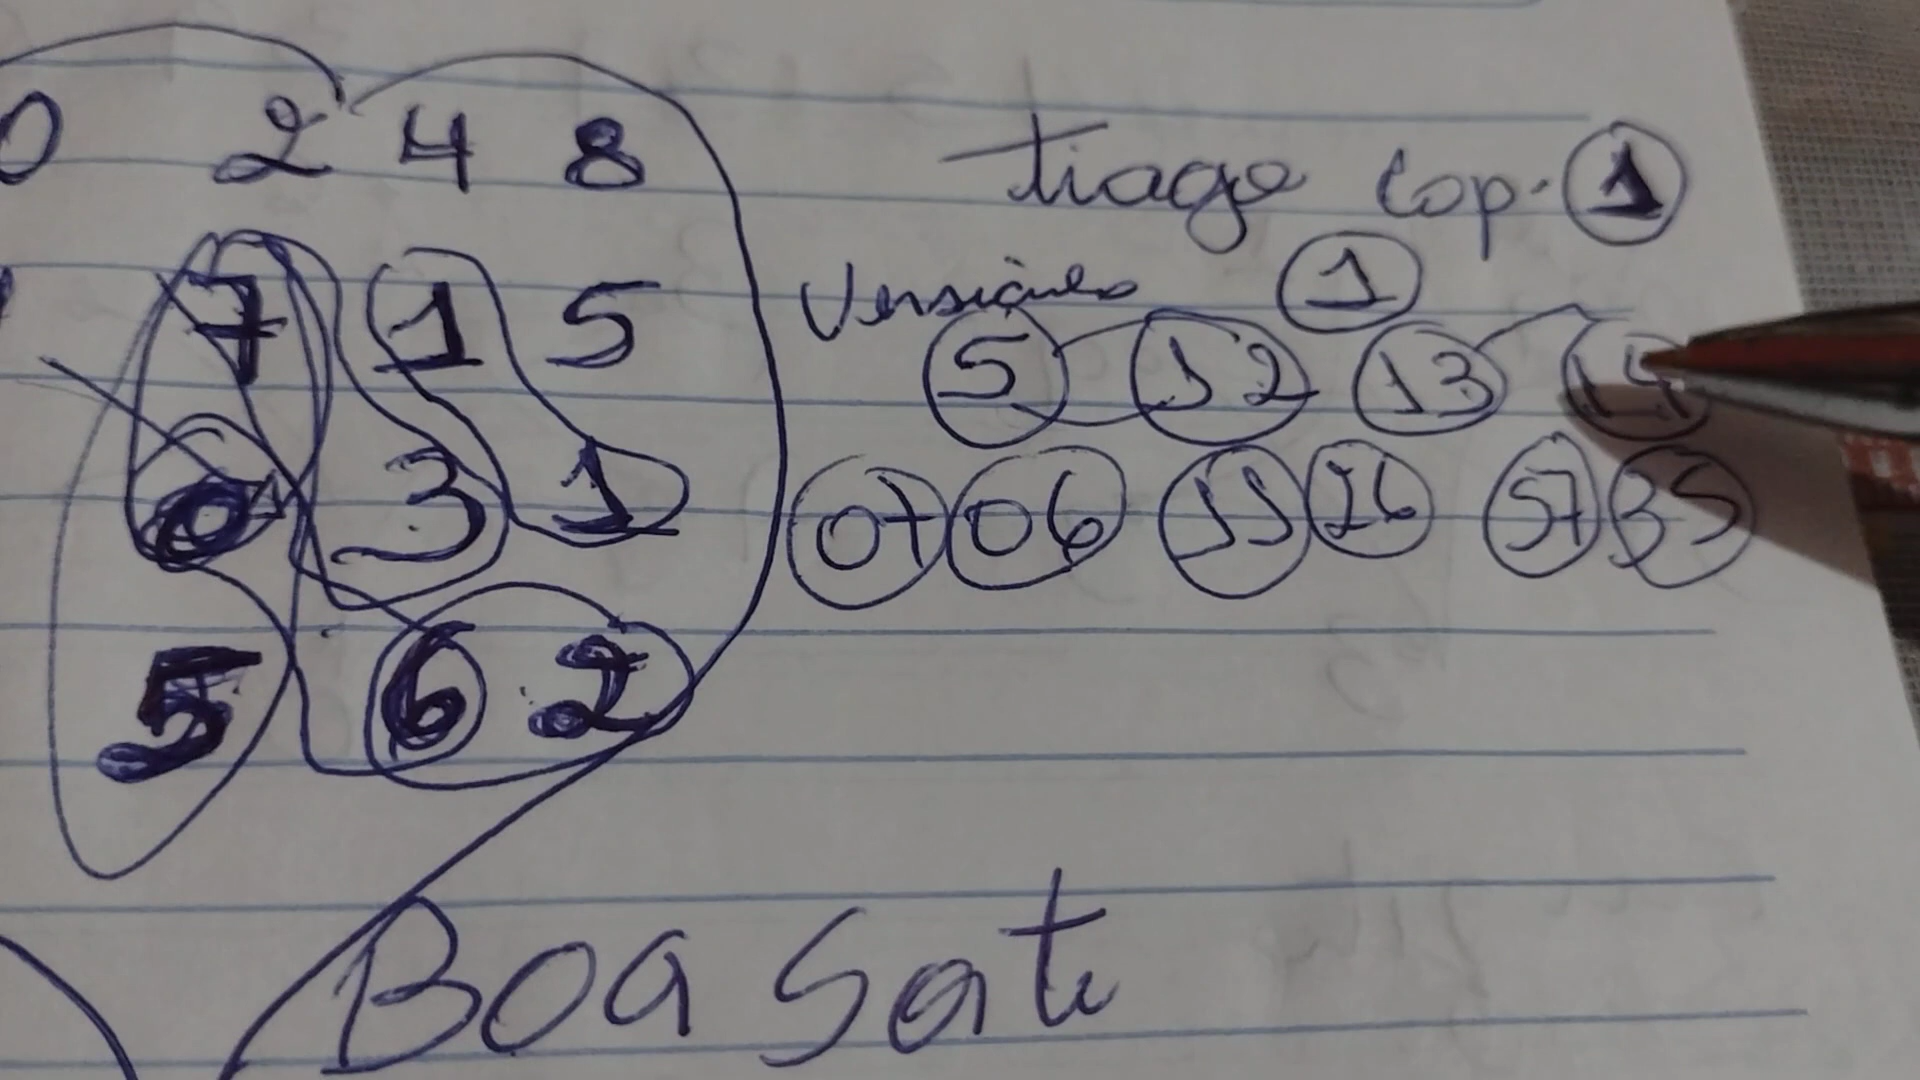 0 2 4 8
tiago cap. 1
7 1 5
Versículo 1
5 12 13 14
0 3 1
07 06 11 26 57 35
5 6 2
Boa Sorte